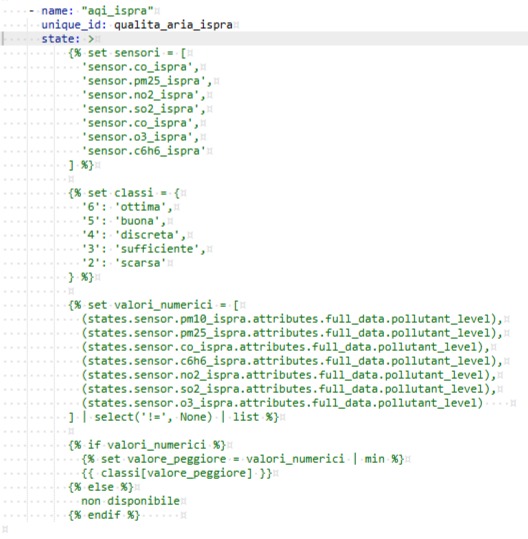 - name: "aqi_ispra"
unique_id: qualita_aria_ispra
state: >
{% set sensori = [
'sensor.co_ispra',
'sensor.pm25_ispra',
'sensor.no2_ispra',
'sensor.so2_ispra',
'sensor.co_ispra',
'sensor.o3_ispra',
'sensor.c6h6_ispra'
] %}
{% set classi = {
'6': 'ottima',
'5': 'buona',
'4': 'discreta',
'3': 'sufficiente',
'2': 'scarsa'
} %}
{% set valori_numerici = [
(states.sensor.pm10_ispra.attributes.full_data.pollutant_level),
(states.sensor.pm25_ispra.attributes.full_data.pollutant_level),
(states.sensor.co_ispra.attributes.full_data.pollutant_level),
(states.sensor.c6h6_ispra.attributes.full_data.pollutant_level),
(states.sensor.no2_ispra.attributes.full_data.pollutant_level),
(states.sensor.so2_ispra.attributes.full_data.pollutant_level),
(states.sensor.o3_ispra.attributes.full_data.pollutant_level)
] | select('!=', None) | list %}
{% if valori_numerici %}
{% set valore_peggiore = valori_numerici | min %}
{{ classi[valore_peggiore] }}
{% else %}
non disponibile
{% endif %}